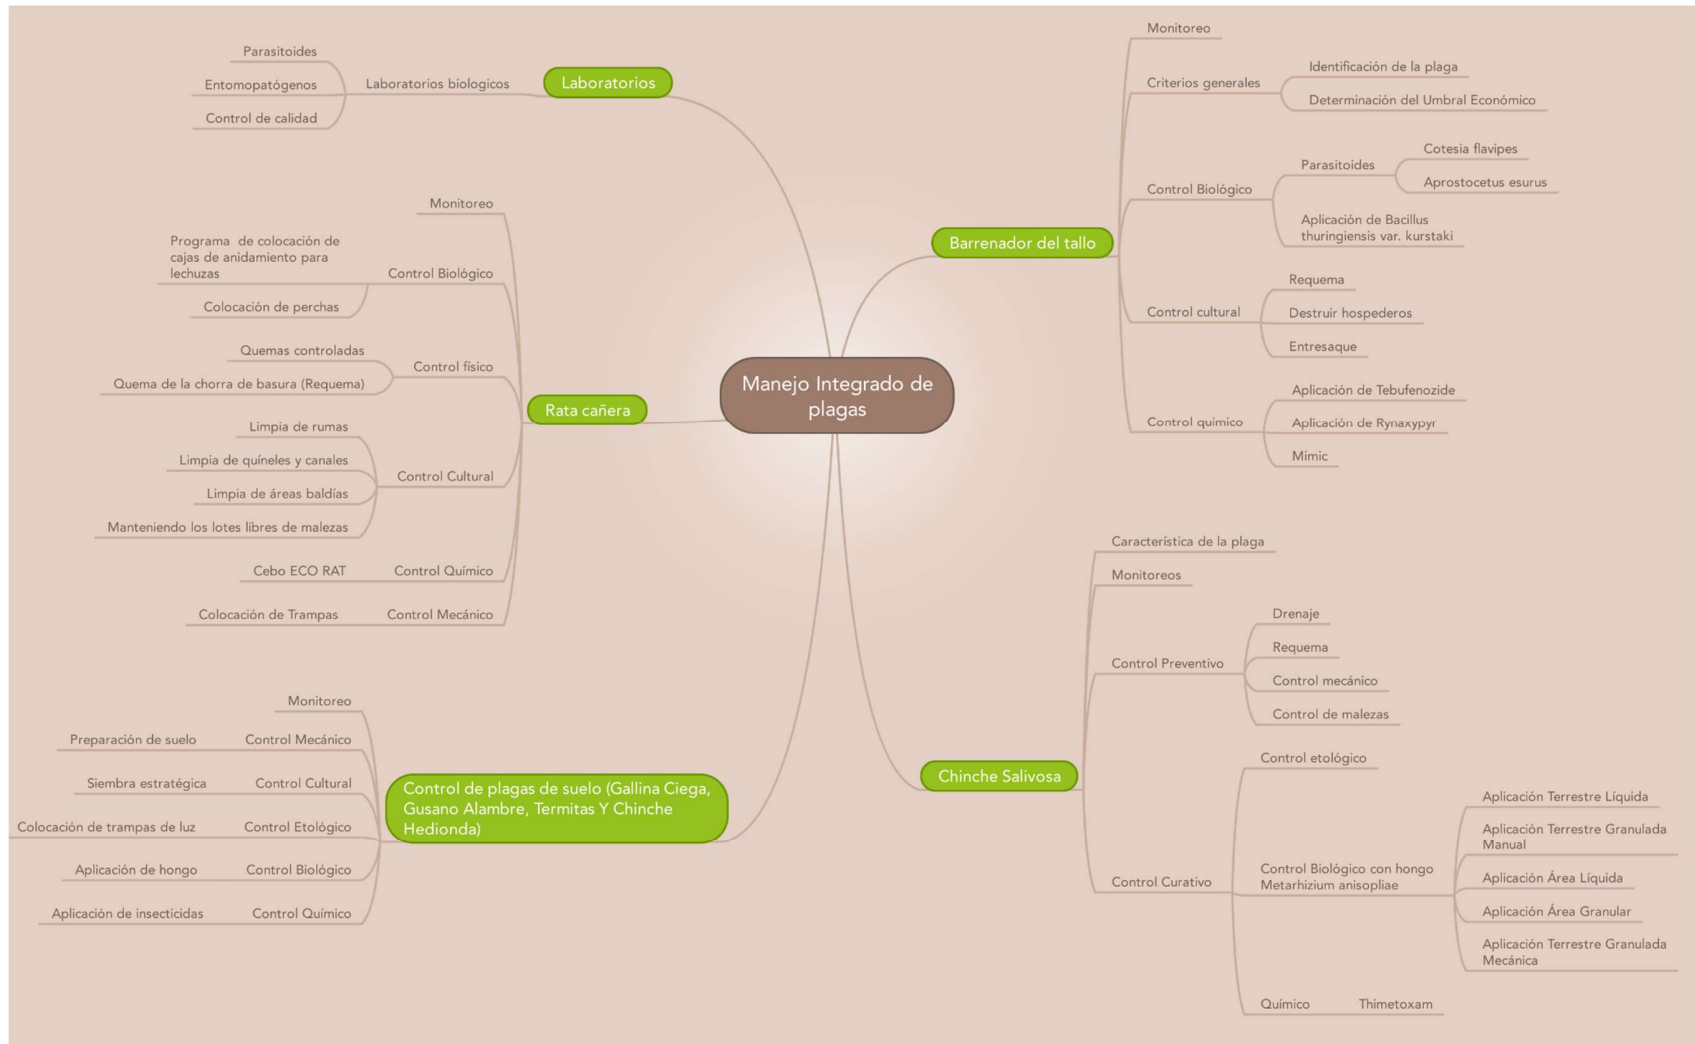 Manejo Integrado de
plagas
Laboratorios
Laboratorios biologicos
Parasitoides
Entomopatógenos
Control de calidad
Rata cañera
Monitoreo
Control Biológico
Programa de colocación de
cajas de anidamiento para
lechuzas
Colocación de perchas
Control físico
Quemas controladas
Quema de la chorra de basura (Requema)
Control Cultural
Limpia de rumas
Limpia de quíneles y canales
Limpia de áreas baldías
Manteniendo los lotes libres de malezas
Control Químico
Cebo ECO RAT
Control Mecánico
Colocación de Trampas
Control de plagas de suelo (Gallina Ciega,
Gusano Alambre, Termitas Y Chinche
Hedionda)
Monitoreo
Control Mecánico
Preparación de suelo
Control Cultural
Siembra estratégica
Control Etológico
Colocación de trampas de luz
Control Biológico
Aplicación de hongo
Control Químico
Aplicación de insecticidas
Barrenador del tallo
Monitoreo
Criterios generales
Identificación de la plaga
Determinación del Umbral Económico
Control Biológico
Parasitoides
Cotesia flavipes
Aprostocetus esurus
Aplicación de Bacillus
thuringiensis var. kurstaki
Control cultural
Requema
Destruir hospederos
Entresaque
Control quimico
Aplicación de Tebufenozide
Aplicación de Rynaxypyr
Mimic
Chinche Salivosa
Característica de la plaga
Monitoreos
Control Preventivo
Drenaje
Requema
Control mecánico
Control de malezas
Control Curativo
Control etológico
Control Biológico con hongo
Metarhizium anisopliae
Aplicación Terrestre Líquida
Aplicación Terrestre Granulada
Manual
Aplicación Área Líquida
Aplicación Área Granular
Aplicación Terrestre Granulada
Mecánica
Químico
Thimetoxam